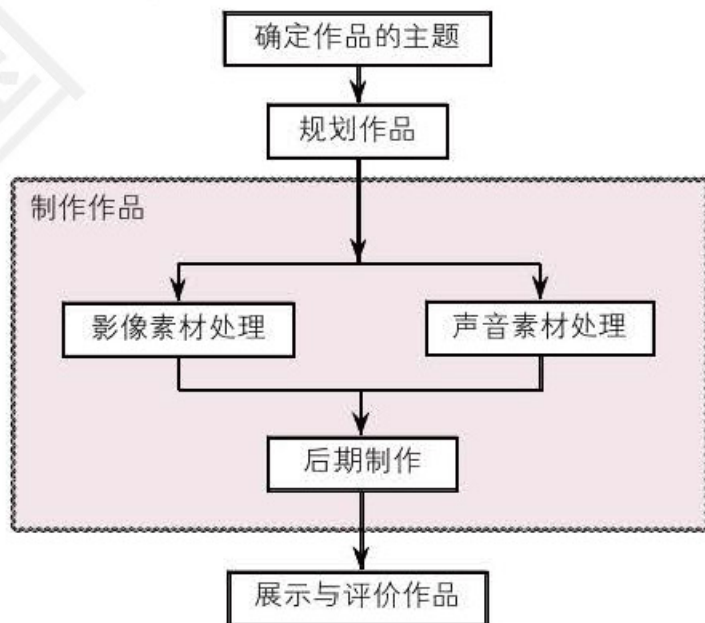 确定作品的主题
规划作品
制作作品
影像素材处理
声音素材处理
后期制作
展示与评价作品